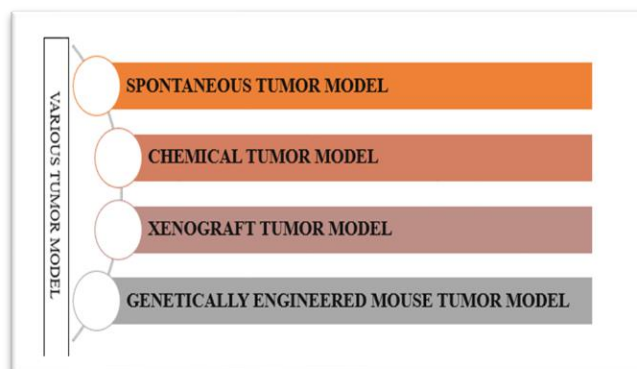 VARIOUS TUMOR MODEL
SPONTANEOUS TUMOR MODEL
CHEMICAL TUMOR MODEL
XENOGRAFT TUMOR MODEL
GENETICALLY ENGINEERED MOUSE TUMOR MODEL